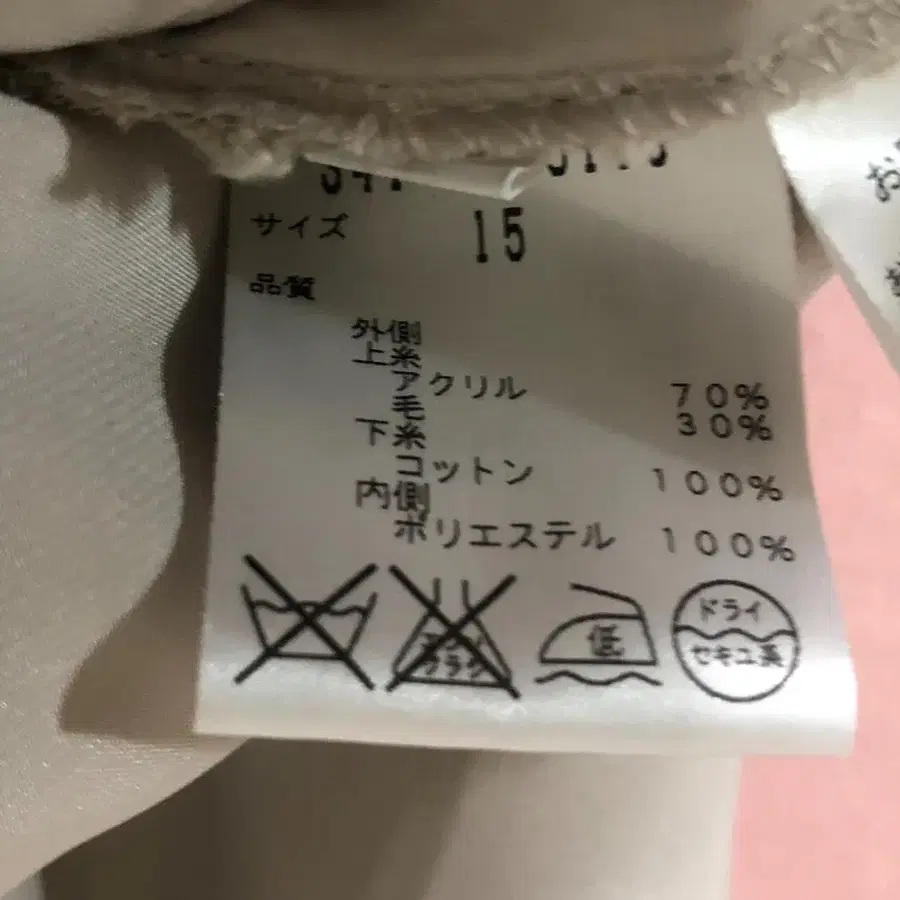 サイズ 15
品質
外側
上糸
アクリル 70%
毛 30%
下糸
コットン 100%
内側
ポリエステル 100%
低
ドライ
セキユ系
お